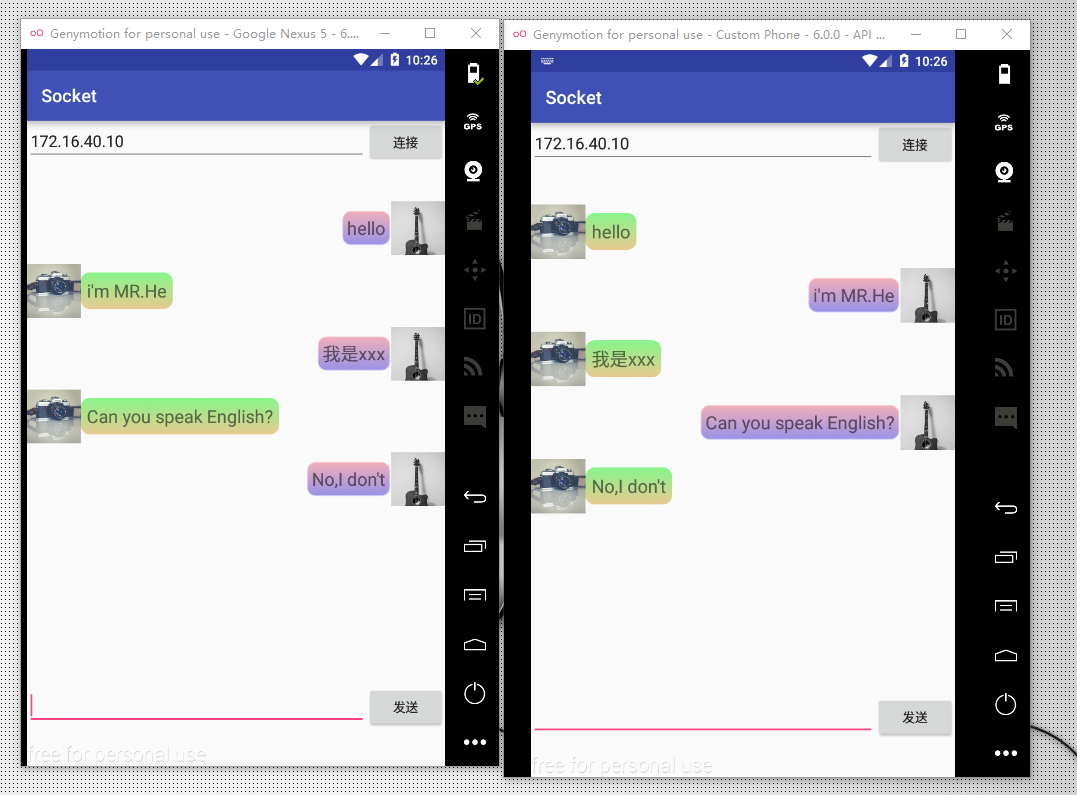 Genymotion for personal use - Google Nexus 5 - 6....
10:26
GPS
Socket
172.16.40.10
连接
hello
i'm MR.He
我是xxx
ID
Can you speak English?
No,I don't
发送
free for personal use
Genymotion for personal use - Custom Phone - 6.0.0 - API ...
10:26
GPS
Socket
172.16.40.10
连接
hello
i'm MR.He
ID
我是xxx
Can you speak English?
No,I don't
发送
free for personal use